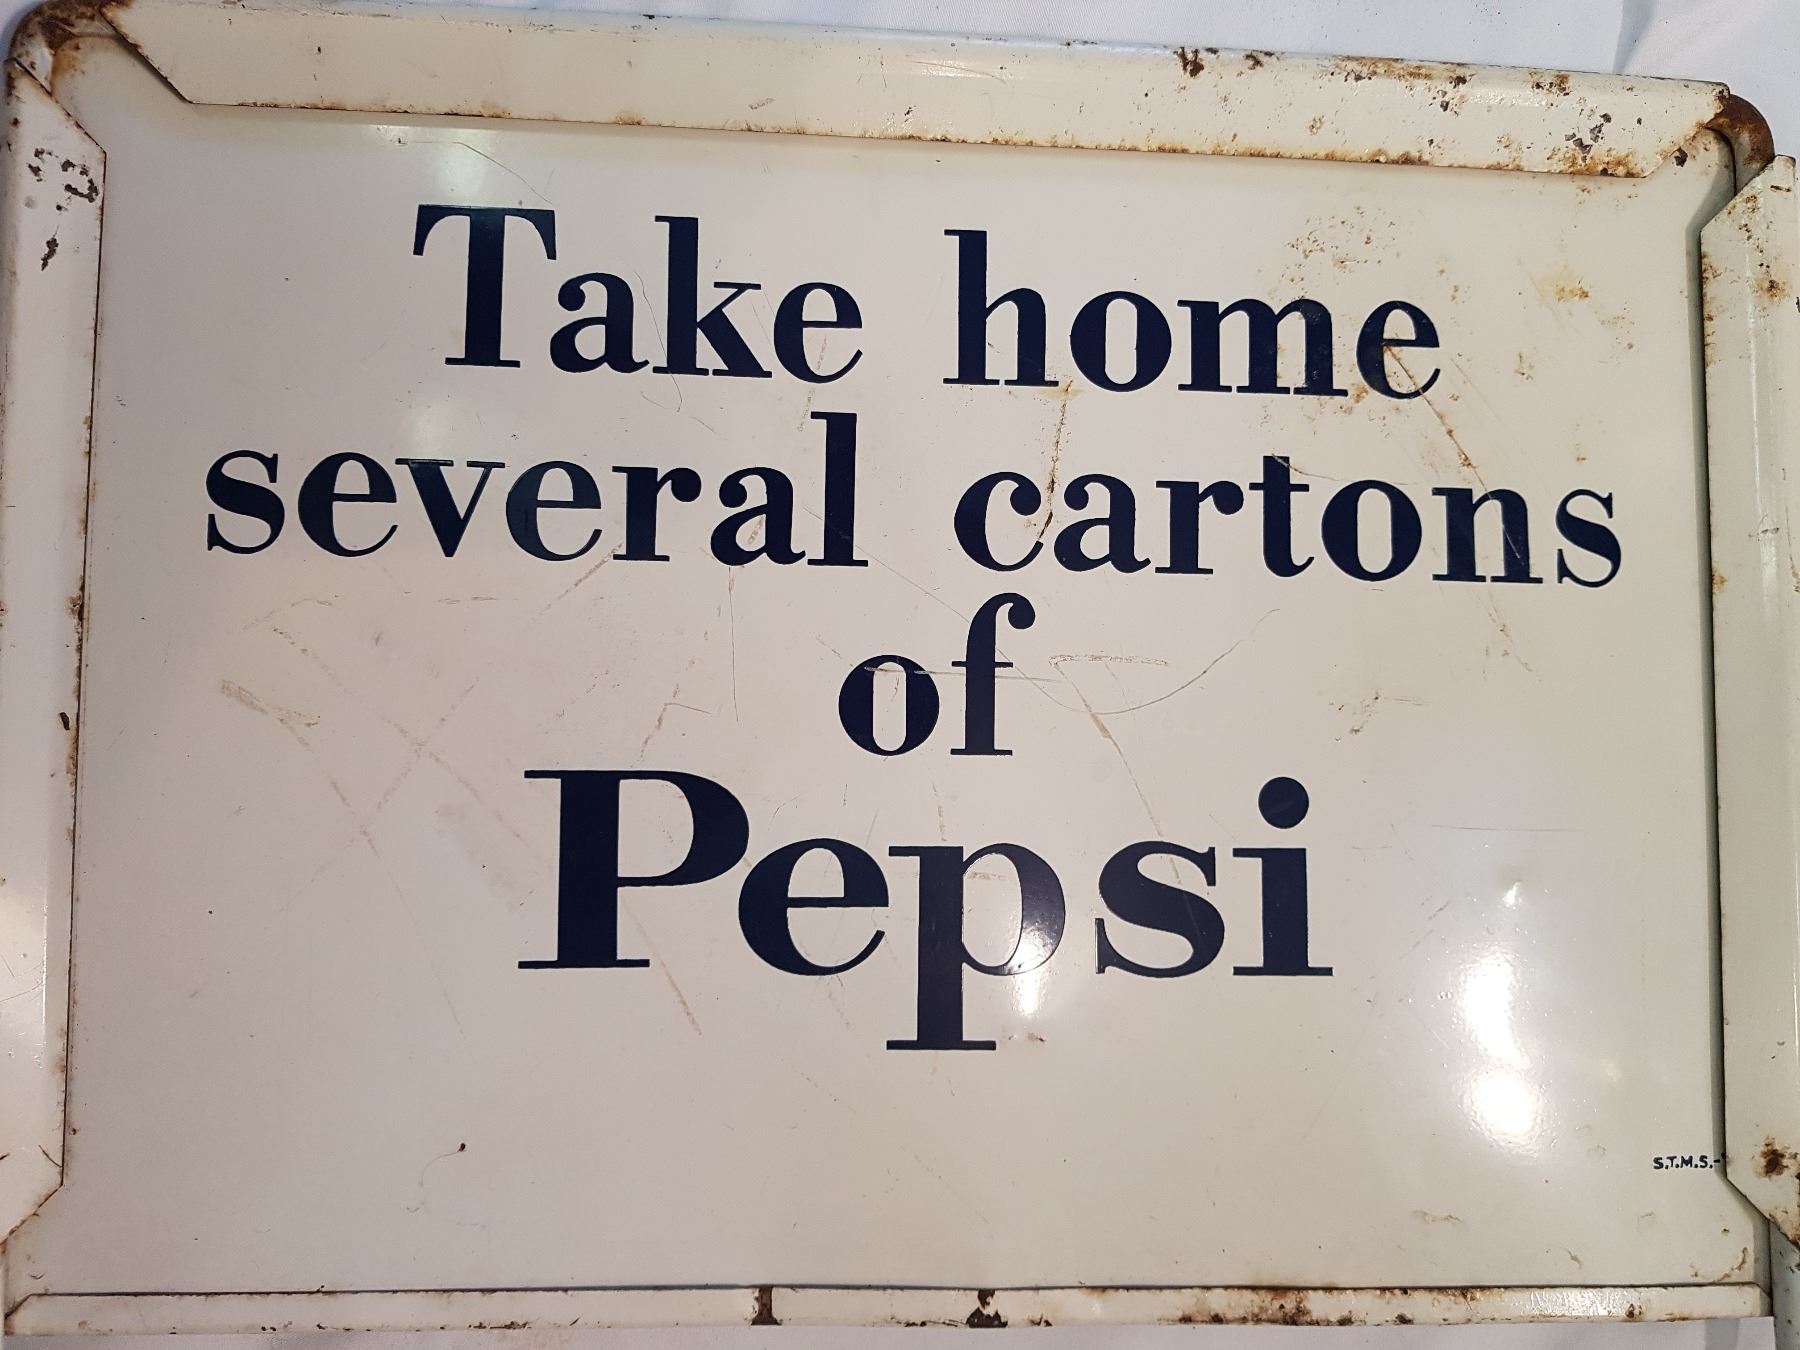 Take home
several cartons
of
Pepsi
S.T.M.S.-